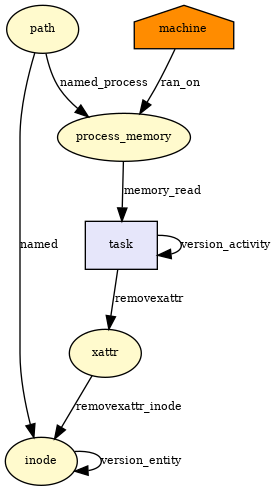 path
machine
named_process
ran_on
process_memory
memory_read
named
task
version_activity
removexattr
xattr
removexattr_inode
inode
version_entity